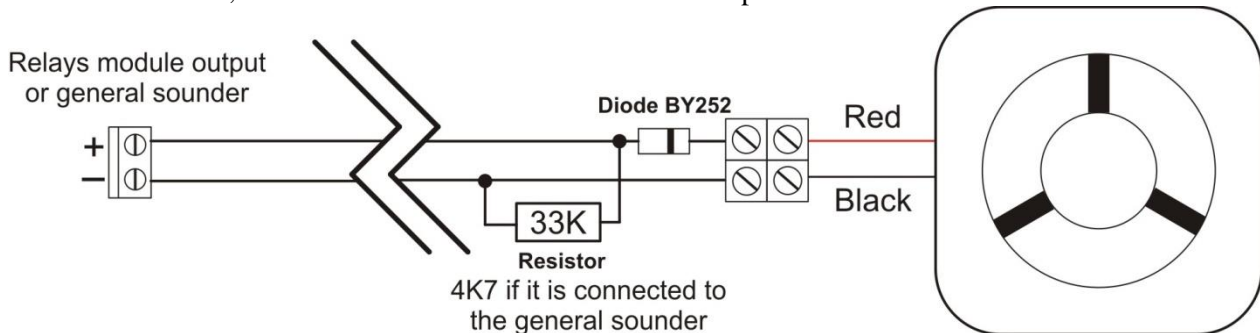 Relays module output
or general sounder
+
−
Diode BY252
Red
Black
33K
Resistor
4K7 if it is connected to
the general sounder